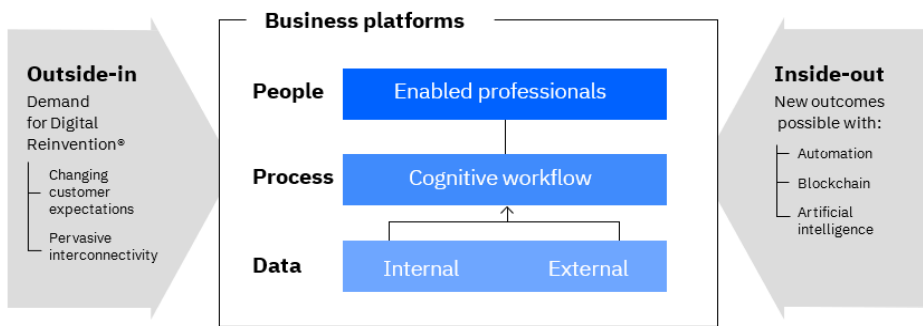 Business platforms
Outside-in
Demand
for Digital
Reinvention®
Changing
customer
expectations
Pervasive
interconnectivity
People
Enabled professionals
Process
Cognitive workflow
Data
Internal
External
Inside-out
New outcomes
possible with:
Automation
Blockchain
Artificial
intelligence